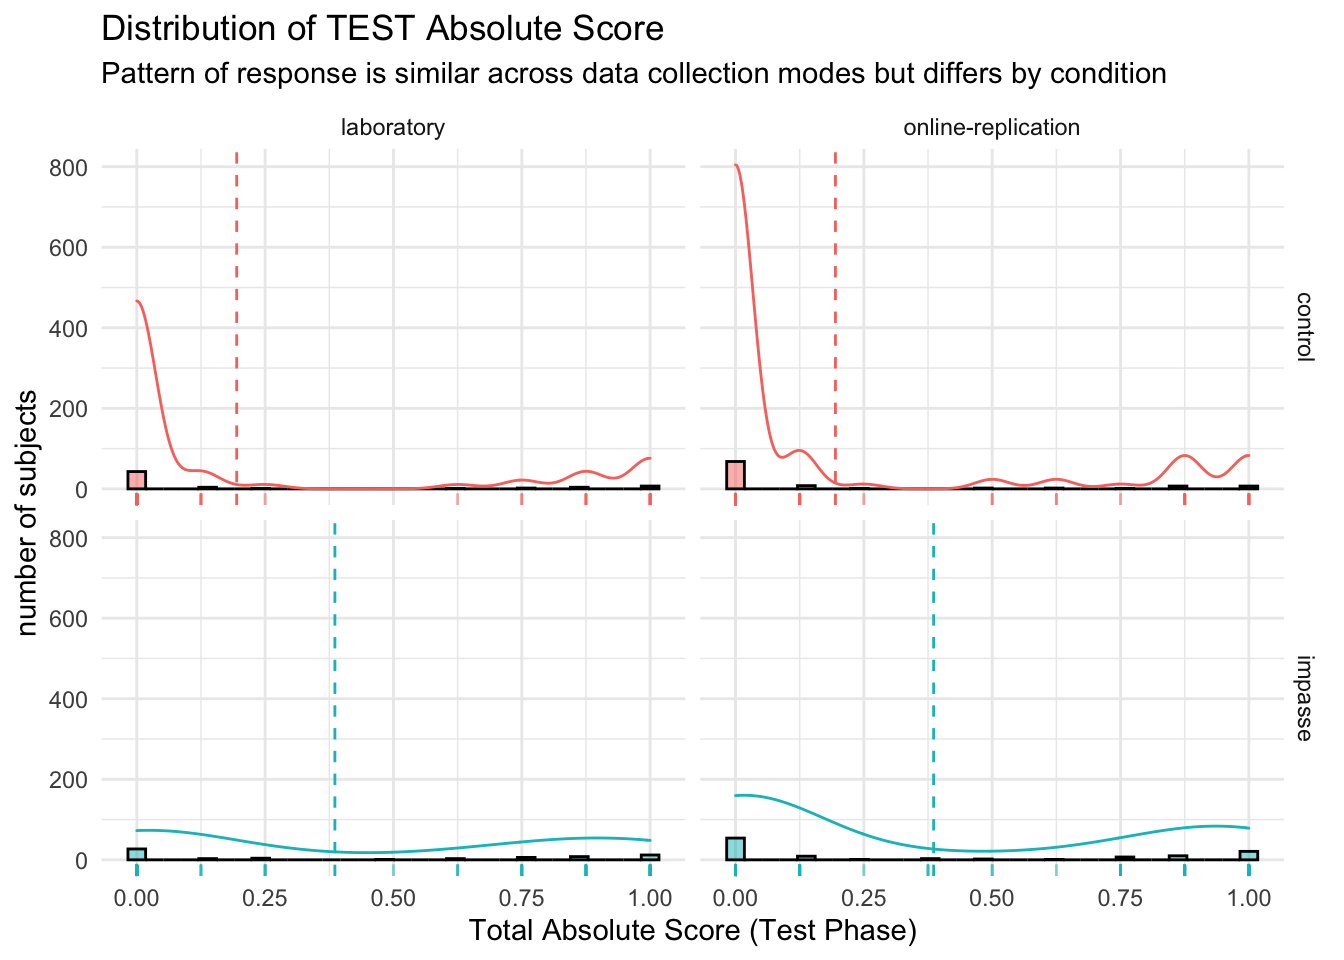 Distribution of TEST Absolute Score
Pattern of response is similar across data collection modes but differs by condition
laboratory
online-replication
800
600
400
200
0
control
number of subjects
800
600
400
200
0
impasse
0.00
0.25
0.50
0.75
1.00
0.00
0.25
0.50
0.75
1.00
Total Absolute Score (Test Phase)